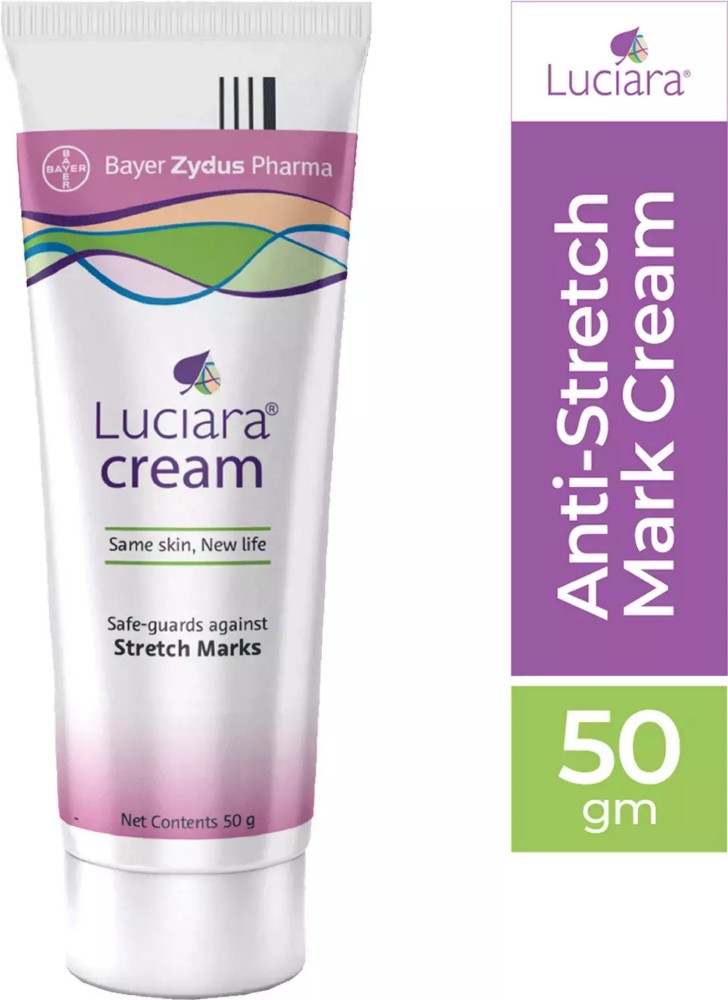 BAYER
BAYER
Bayer Zydus Pharma
Luciara®
cream
Same skin, New life
Safe-guards against
Stretch Marks
Net Contents 50 g
Luciara®
Anti-Stretch
Mark Cream
50
gm